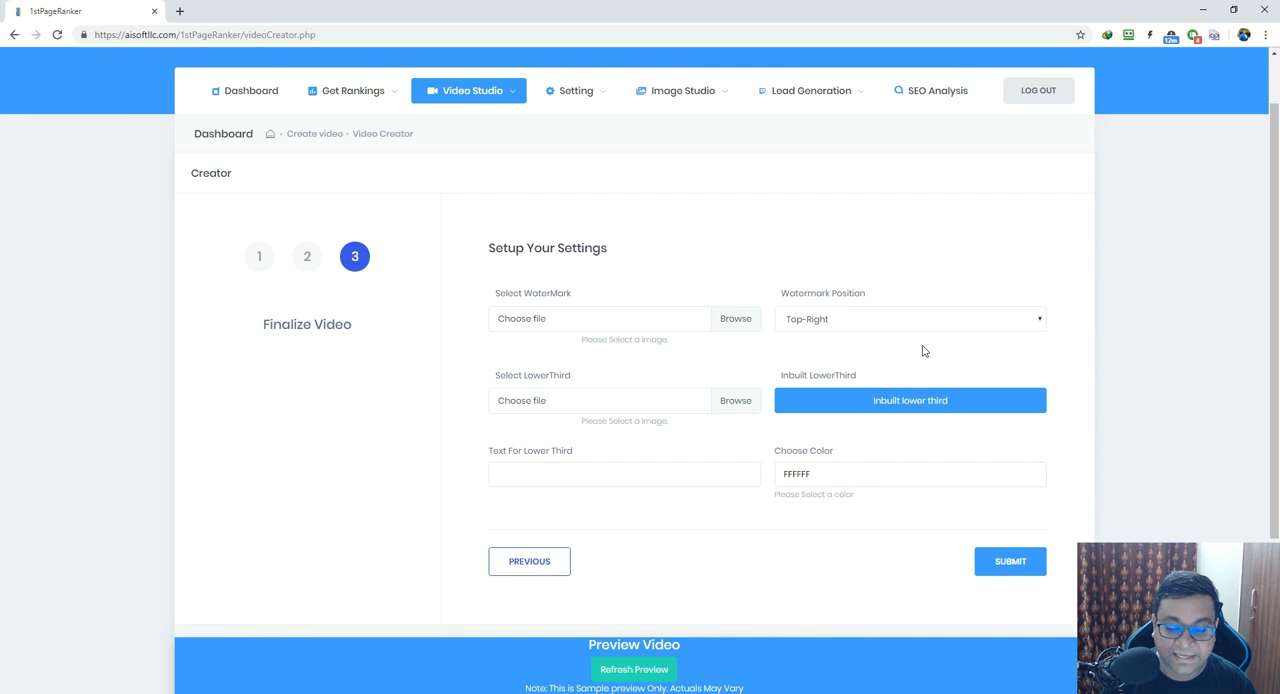 1stPageRanker
https://aisoftllc.com/1stPageRanker/videoCreator.php
Dashboard Get Rankings Video Studio Setting Image Studio Lead Generation SEO Analysis LOG OUT
Dashboard • Create video • Video Creator
Creator
1 2 3
Finalize Video
Setup Your Settings
Select WaterMark Watermark Position
Choose file Browse Top-Right
Please Select a Image.
Select LowerThird Inbuilt LowerThird
Choose file Browse Inbuilt lower third
Please Select a Image.
Text For Lower Third Choose Color
FFFFFF
Please Select a color
PREVIOUS SUBMIT
Preview Video
Refresh Preview
Note: This is Sample preview Only. Actuals May Vary